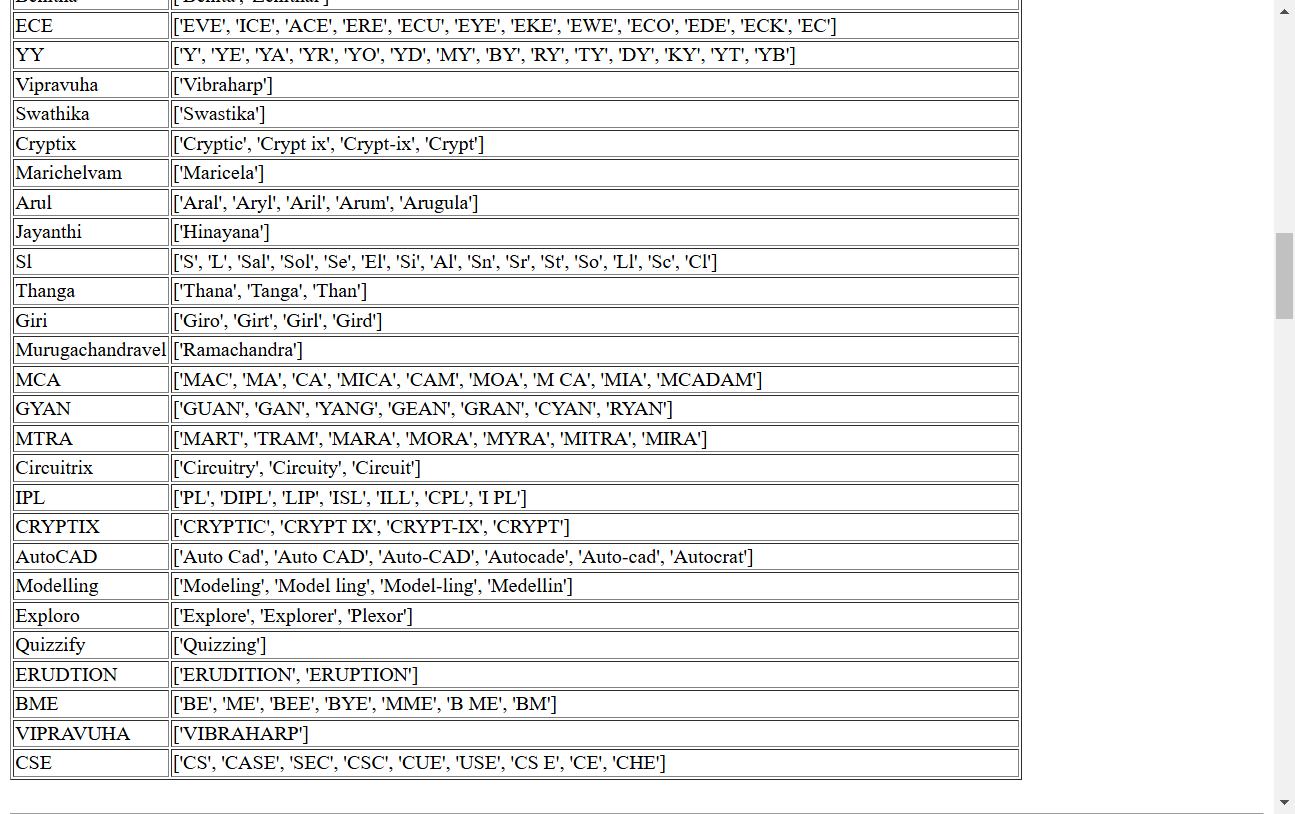 ECE ['EVE', 'ICE', 'ACE', 'ERE', 'ECU', 'EYE', 'EKE', 'EWE', 'ECO', 'EDE', 'ECK', 'EC']
YY ['Y', 'YE', 'YA', 'YR', 'YO', 'YD', 'MY', 'BY', 'RY', 'TY', 'DY', 'KY', 'YT', 'YB']
Vipravuha ['Vibraharp']
Swathika ['Swastika']
Cryptix ['Cryptic', 'Crypt ix', 'Crypt-ix', 'Crypt']
Marichelvam ['Maricela']
Arul ['Aral', 'Aryl', 'Aril', 'Arum', 'Arugula']
Jayanthi ['Hinayana']
Sl ['S', 'L', 'Sal', 'Sol', 'Se', 'El', 'Si', 'Al', 'Sn', 'Sr', 'St', 'So', 'Ll', 'Sc', 'Cl']
Thanga ['Thana', 'Tanga', 'Than']
Giri ['Giro', 'Girt', 'Girl', 'Gird']
Murugachandravel ['Ramachandra']
MCA ['MAC', 'MA', 'CA', 'MICA', 'CAM', 'MOA', 'M CA', 'MIA', 'MCADAM']
GYAN ['GUAN', 'GAN', 'YANG', 'GEAN', 'GRAN', 'CYAN', 'RYAN']
MTRA ['MART', 'TRAM', 'MARA', 'MORA', 'MYRA', 'MITRA', 'MIRA']
Circuitrix ['Circuitry', 'Circuity', 'Circuit']
IPL ['PL', 'DIPL', 'LIP', 'ISL', 'ILL', 'CPL', 'I PL']
CRYPTIX ['CRYPTIC', 'CRYPT IX', 'CRYPT-IX', 'CRYPT']
AutoCAD ['Auto Cad', 'Auto CAD', 'Auto-CAD', 'Autocade', 'Auto-cad', 'Autocrat']
Modelling ['Modeling', 'Model ling', 'Model-ling', 'Medellin']
Exploro ['Explore', 'Explorer', 'Plexor']
Quizzify ['Quizzing']
ERUDTION ['ERUDITION', 'ERUPTION']
BME ['BE', 'ME', 'BEE', 'BYE', 'MME', 'B ME', 'BM']
VIPRAVUHA ['VIBRAHARP']
CSE ['CS', 'CASE', 'SEC', 'CSC', 'CUE', 'USE', 'CS E', 'CE', 'CHE']